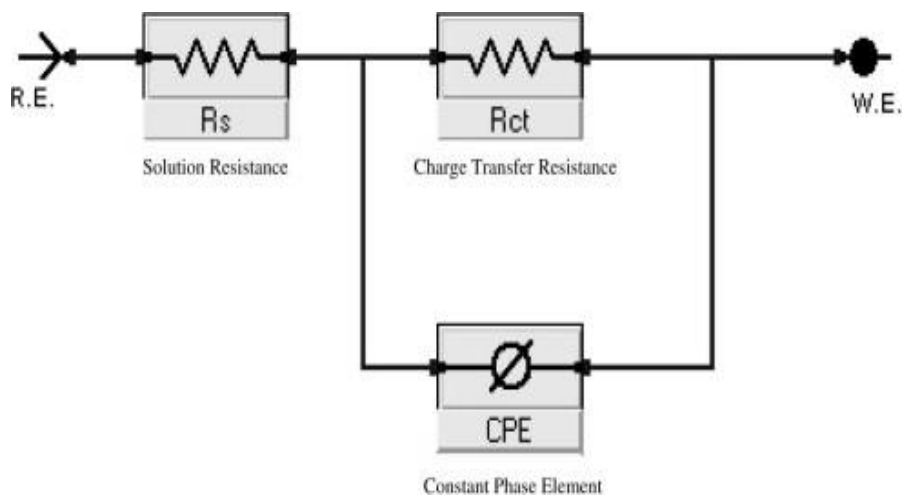 R.E.
Rs
Solution Resistance
Rct
Charge Transfer Resistance
W.E.
CPE
Constant Phase Element